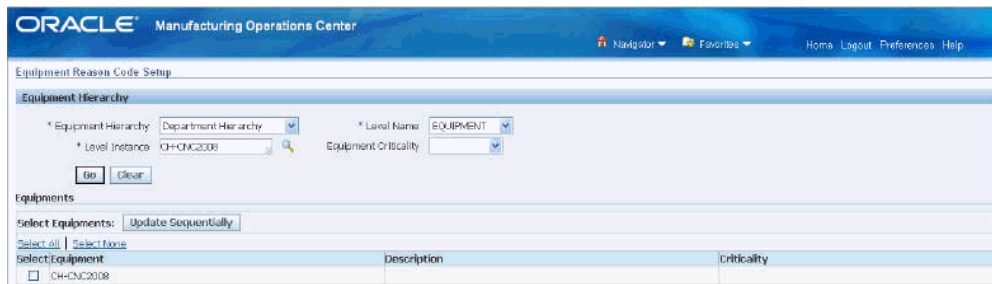 ORACLE Manufacturing Operations Center
Navigator Favorites Home Logout Preferences Help
Equipment Reason Code Setup
Equipment Hierarchy
* Equipment Hierarchy Department Hierarchy * Level Name EQUIPMENT
* Level Instance CH-CNC2008 Equipment Criticality
Go Clear
Equipments
Select Equipments: Update Sequentially
Select All | Select None
Select Equipment Description Criticality
CH-CNC2008